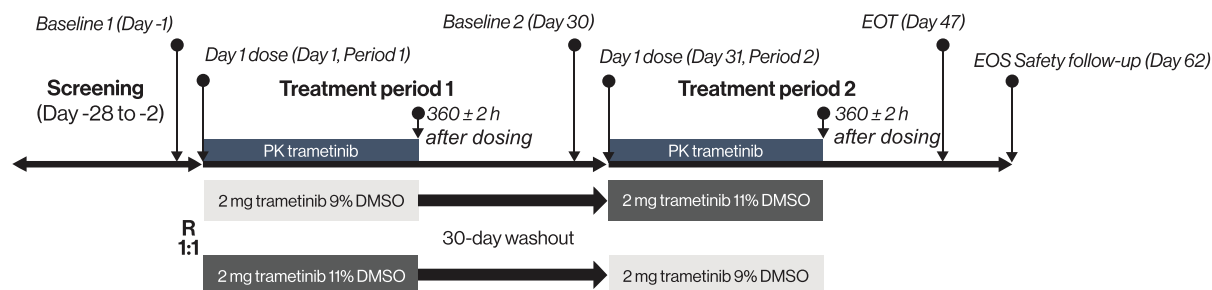 Baseline 1 (Day -1)
Baseline 2 (Day 30)
EOT (Day 47)
Day 1 dose (Day 1, Period 1)
Day 1 dose (Day 31, Period 2)
EOS Safety follow-up (Day 62)
Screening
(Day -28 to -2)
Treatment period 1
Treatment period 2
360 ± 2 h
after dosing
360 ± 2 h
after dosing
PK trametinib
PK trametinib
2 mg trametinib 9% DMSO
2 mg trametinib 11% DMSO
R
1:1
30-day washout
2 mg trametinib 11% DMSO
2 mg trametinib 9% DMSO